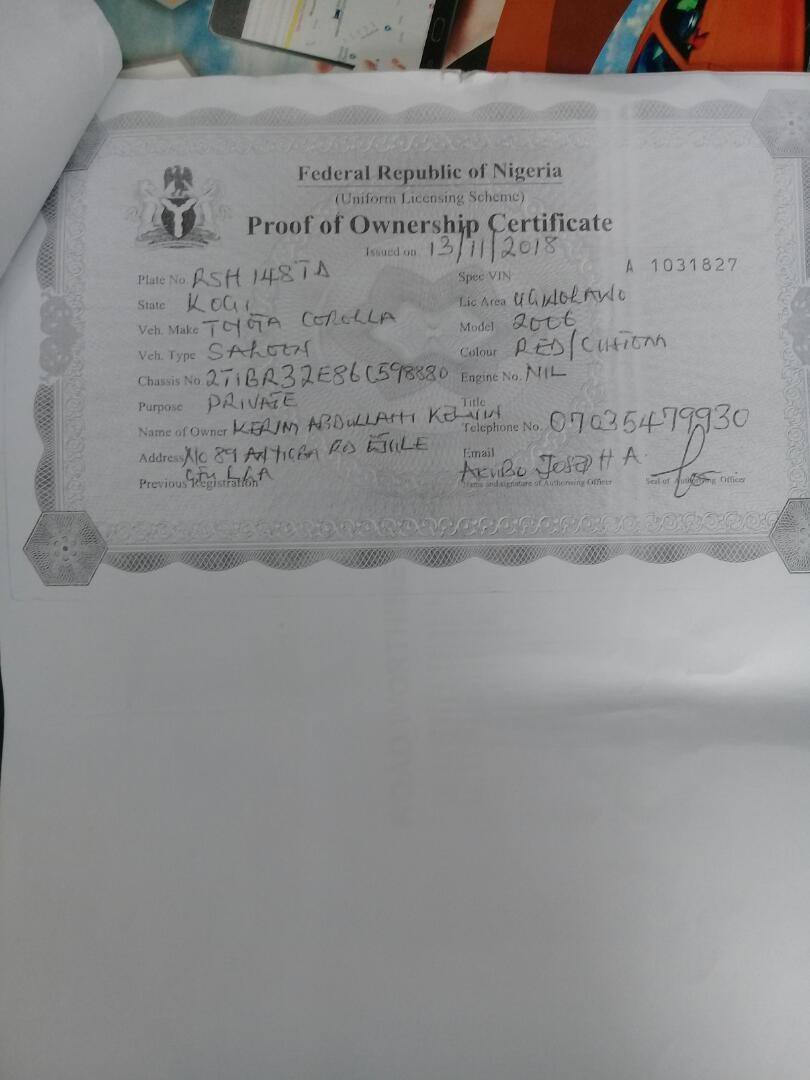 Federal Republic of Nigeria
(Uniform Licensing Scheme)
Proof of Ownership Certificate
Issued on 13/11/2018
A 1031827
Plate No. RSH 148TA Spec VIN
State KOGI Lic Area
Veh. Make TOYOTA COROLLA Model 2006
Veh. Type SALOON Colour RED/CUSTOM
Chassis No 2T1BR32E86C598880 Engine No. NIL
Purpose PRIVATE Title
Name of Owner KERIM ABDULLAHI Telephone No. 07035479930
Address NO 89 RD EJULE Email
LGA AKUBO JOSEPH A.
Previous Registration Name and signature of Authorising Officer Seal of Authorising Officer